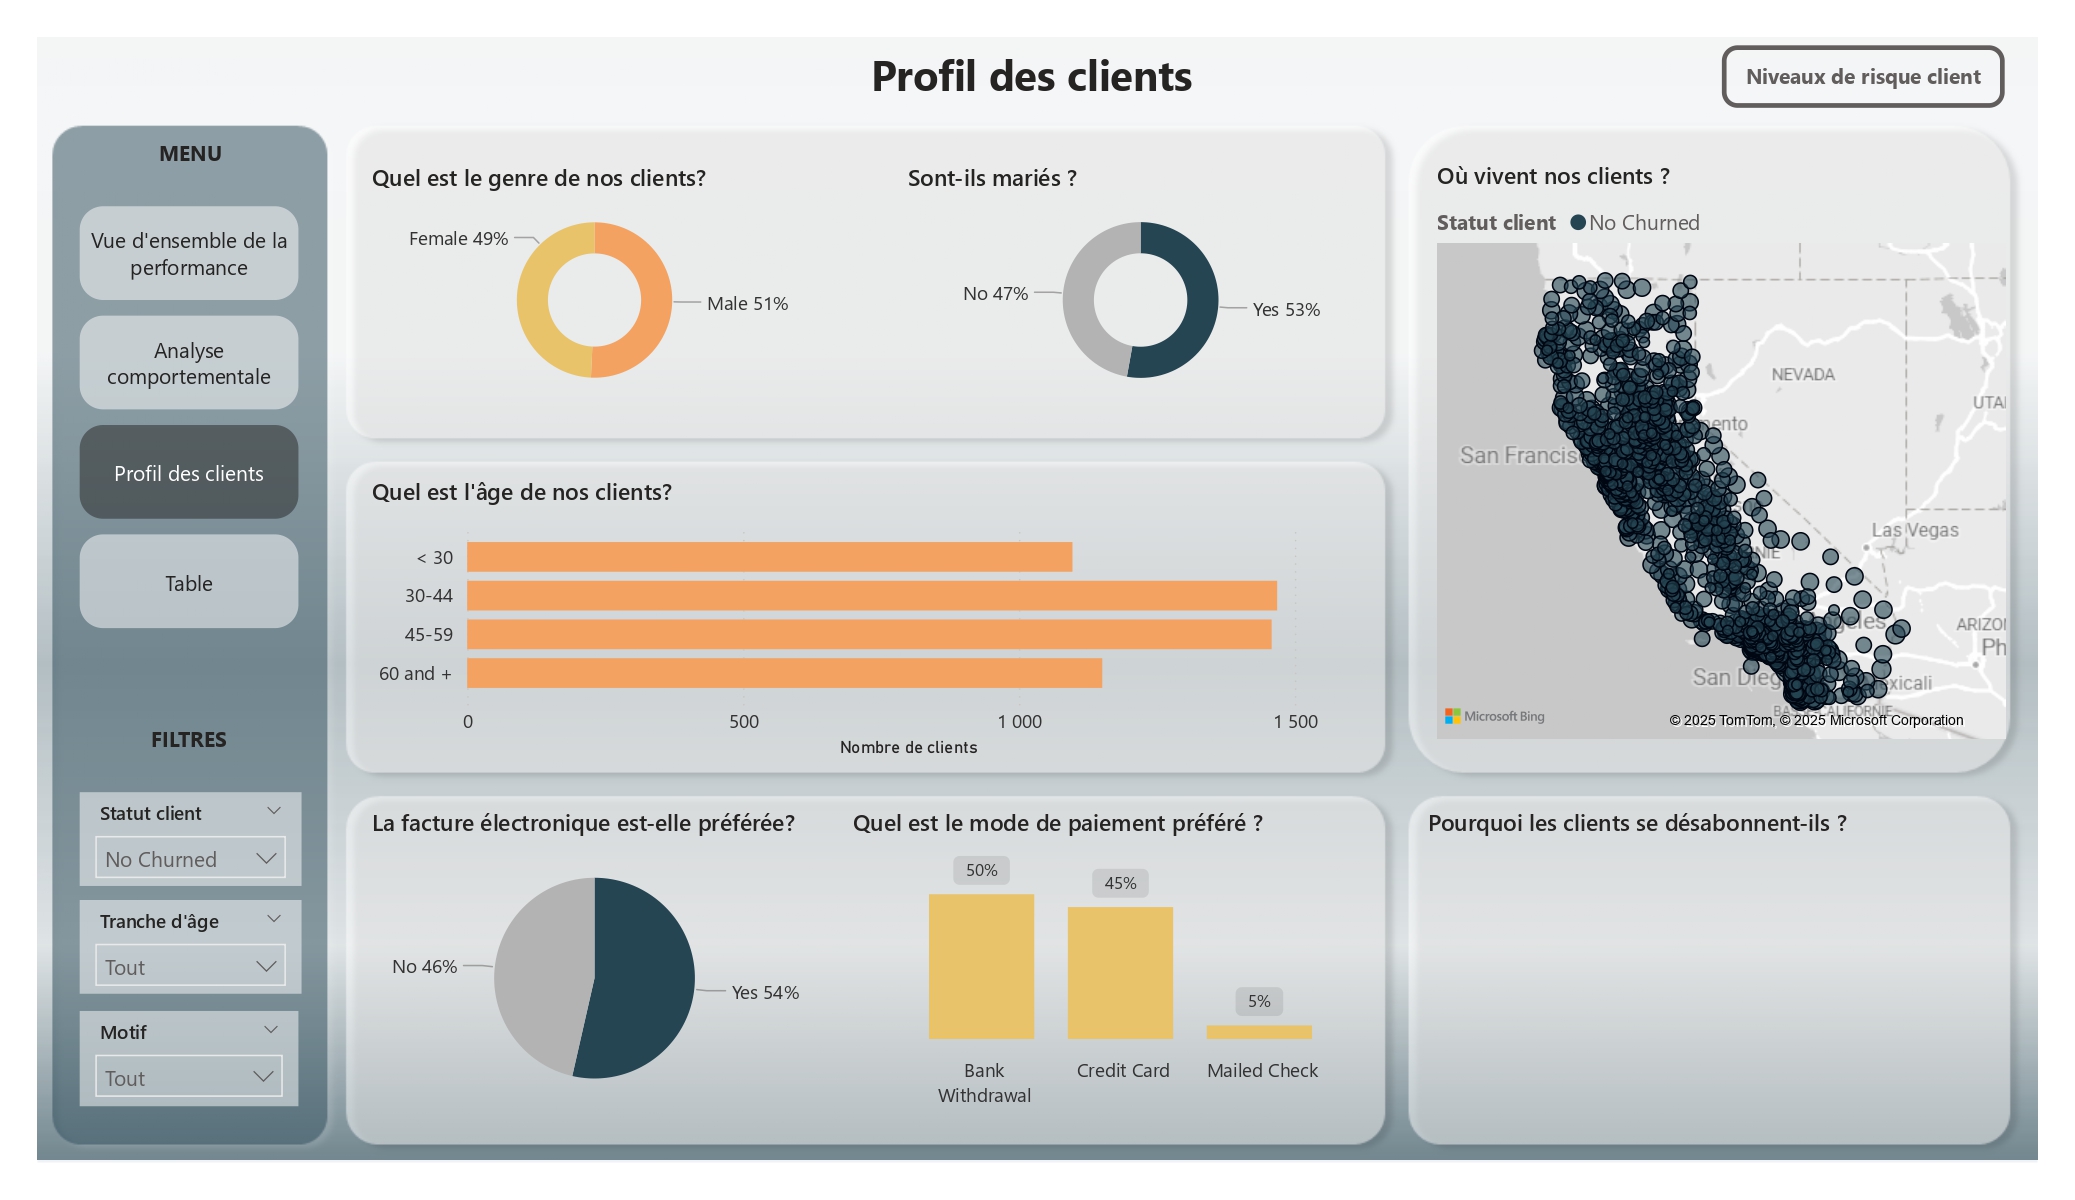 Profil des clients
Niveaux de risque client
MENU
Vue d'ensemble de la
performance
Analyse
comportementale
Profil des clients
Table
FILTRES
Statut client
No Churned
Tranche d'âge
Tout
Motif
Tout
Quel est le genre de nos clients?
Female 49%
Male 51%
Sont-ils mariés ?
No 47%
Yes 53%
Quel est l'âge de nos clients?
< 30
30-44
45-59
60 and +
0
500
1 000
1 500
Nombre de clients
La facture électronique est-elle préférée?
No 46%
Yes 54%
Quel est le mode de paiement préféré ?
50%
45%
5%
Bank
Withdrawal
Credit Card
Mailed Check
Où vivent nos clients ?
Statut client No Churned
NEVADA
UTA
mento
San Francisc
Las Vegas
NIE
geles
ARIZO
Ph
San Dieg
exicali
Microsoft Bing
© 2025 TomTom, © 2025 Microsoft Corporation
Pourquoi les clients se désabonnent-ils ?